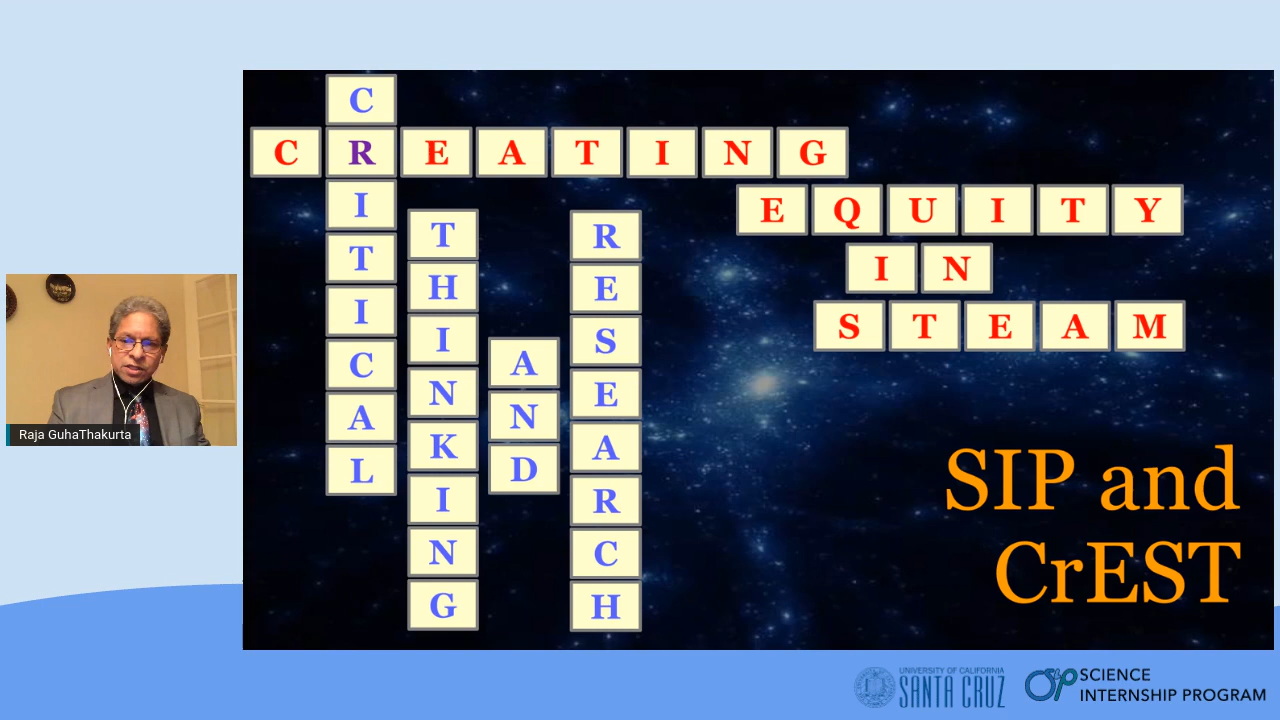 CREATING
EQUITY
IN
STEAM
CRITICAL
THINKING
AND
RESEARCH
SIP and
CrEST
Raja GuhaThakurta
UNIVERSITY OF CALIFORNIA
SANTA CRUZ
SIP
SCIENCE
INTERNSHIP PROGRAM